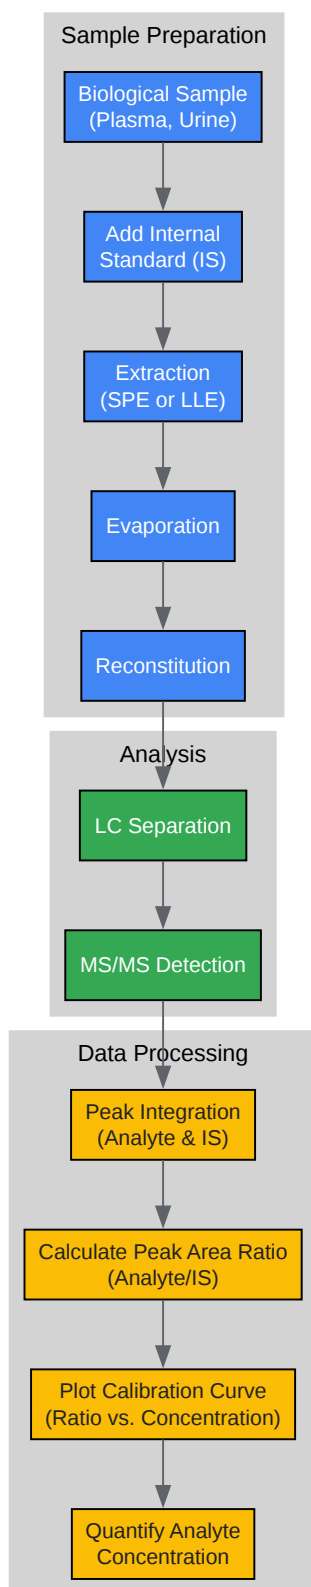 Sample Preparation
Biological Sample
(Plasma, Urine)
Add Internal
Standard (IS)
Extraction
(SPE or LLE)
Evaporation
Reconstitution
Analysis
LC Separation
MS/MS Detection
Data Processing
Peak Integration
(Analyte & IS)
Calculate Peak Area Ratio
(Analyte/IS)
Plot Calibration Curve
(Ratio vs. Concentration)
Quantify Analyte
Concentration